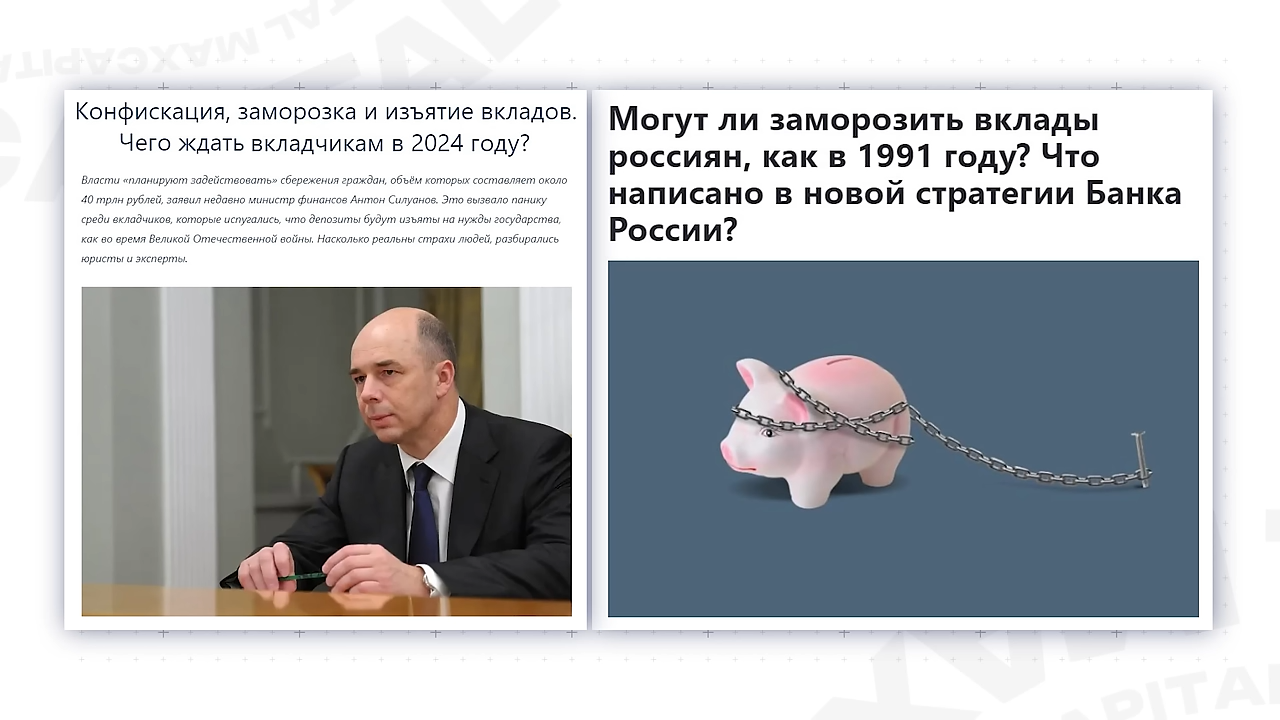 MAXCAPITAL
Конфискация, заморозка и изъятие вкладов.
Чего ждать вкладчикам в 2024 году?
Власти «планируют задействовать» сбережения граждан, объём которых составляет около
40 трлн рублей, заявил недавно министр финансов Антон Силуанов. Это вызвало панику
среди вкладчиков, которые испугались, что депозиты будут изъяты на нужды государства,
как во время Великой Отечественной войны. Насколько реальны страхи людей, разбирались
юристы и эксперты.
Могут ли заморозить вклады
россиян, как в 1991 году? Что
написано в новой стратегии Банка
России?